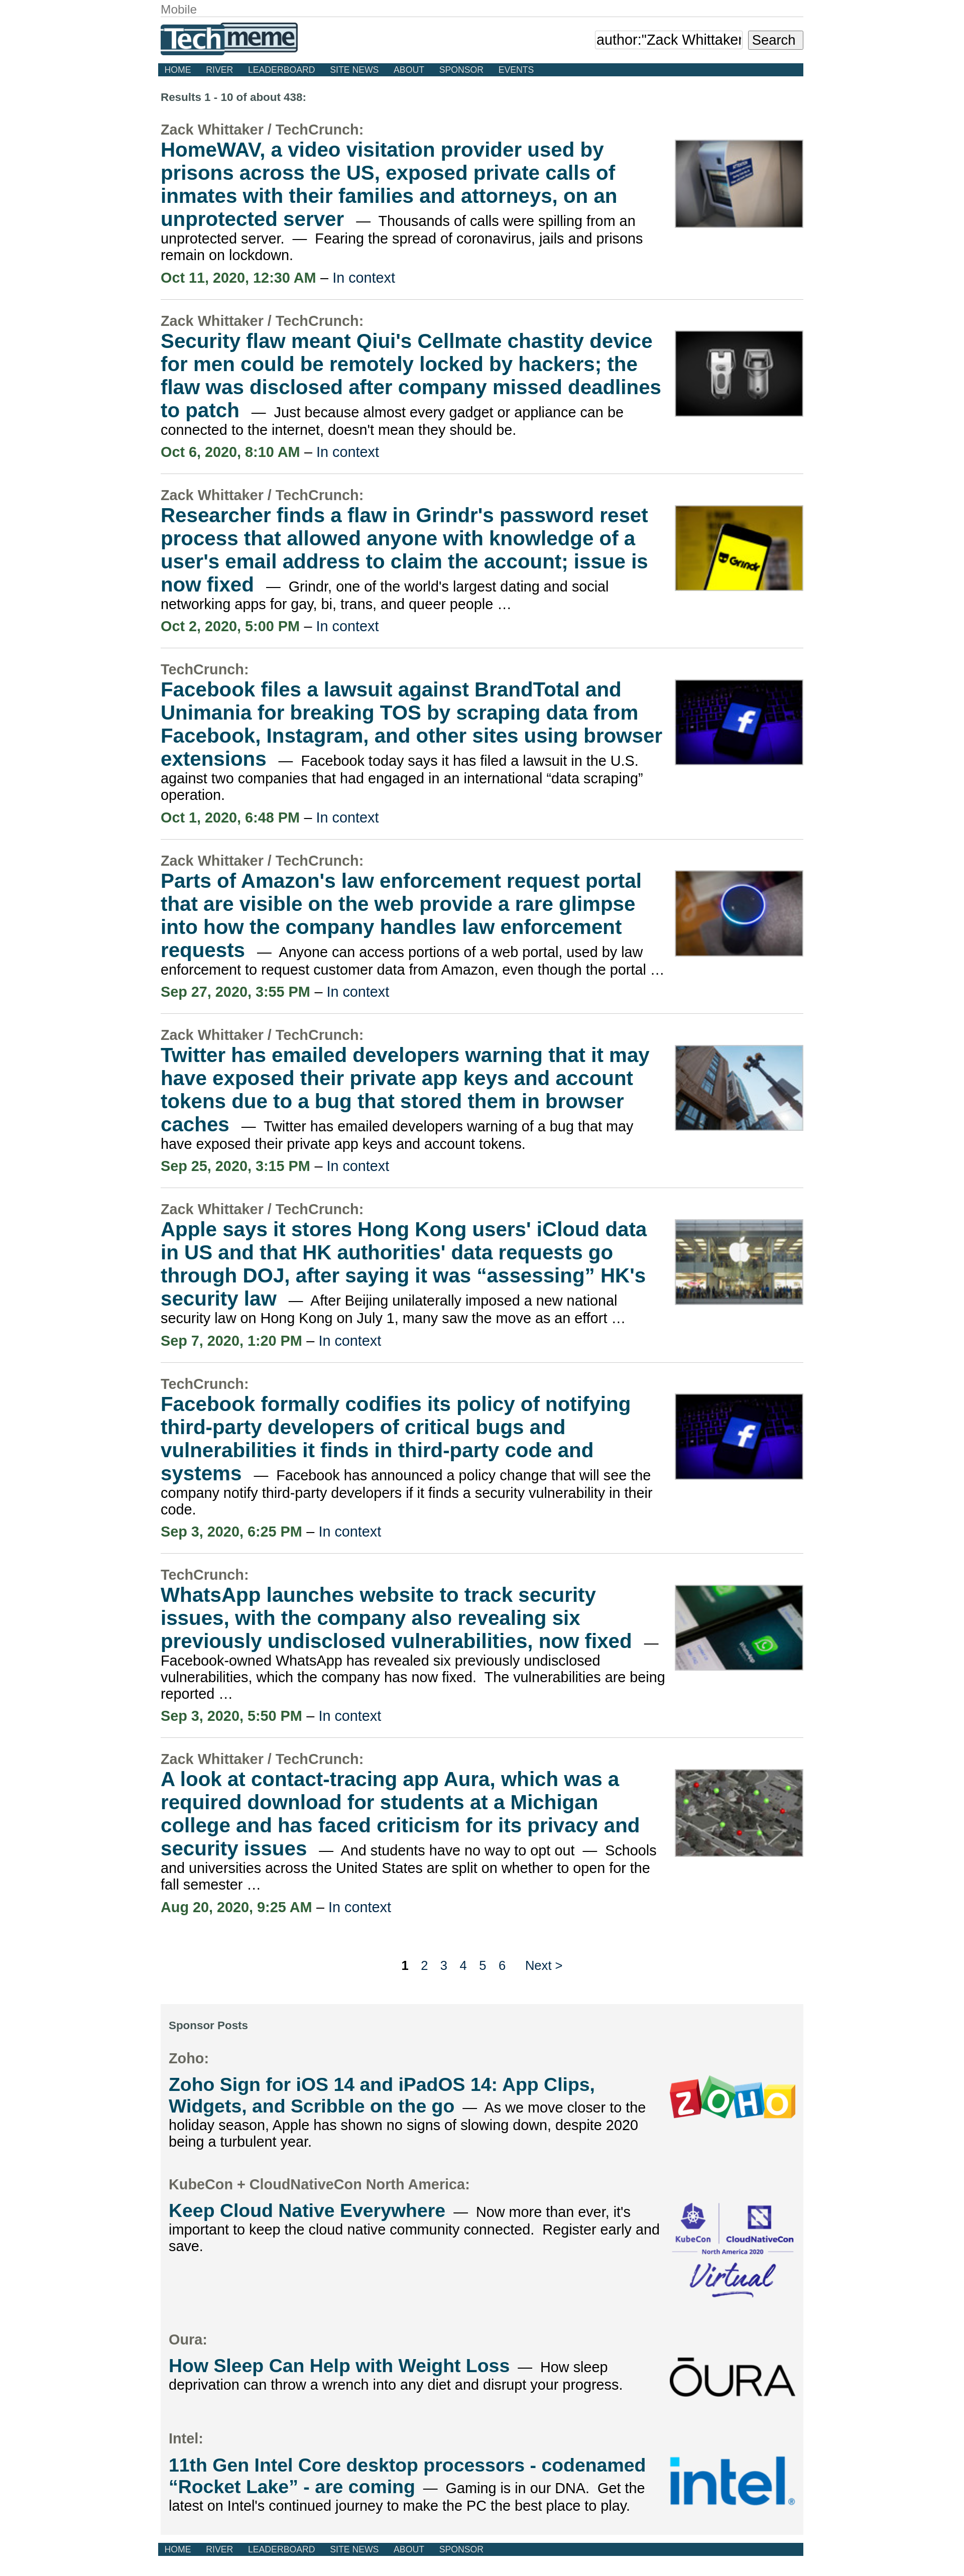 Mobile
Techmeme
author:"Zack Whittaker
Search
HOME RIVER LEADERBOARD SITE NEWS ABOUT SPONSOR EVENTS
Results 1 - 10 of about 438:
Zack Whittaker / TechCrunch:
HomeWAV, a video visitation provider used by
prisons across the US, exposed private calls of
inmates with their families and attorneys, on an
unprotected server — Thousands of calls were spilling from an
unprotected server. — Fearing the spread of coronavirus, jails and prisons
remain on lockdown.
Oct 11, 2020, 12:30 AM – In context
Zack Whittaker / TechCrunch:
Security flaw meant Qiui's Cellmate chastity device
for men could be remotely locked by hackers; the
flaw was disclosed after company missed deadlines
to patch — Just because almost every gadget or appliance can be
connected to the internet, doesn't mean they should be.
Oct 6, 2020, 8:10 AM – In context
Zack Whittaker / TechCrunch:
Researcher finds a flaw in Grindr's password reset
process that allowed anyone with knowledge of a
user's email address to claim the account; issue is
now fixed — Grindr, one of the world's largest dating and social
networking apps for gay, bi, trans, and queer people …
Grindr
Oct 2, 2020, 5:00 PM – In context
TechCrunch:
Facebook files a lawsuit against BrandTotal and
Unimania for breaking TOS by scraping data from
Facebook, Instagram, and other sites using browser
extensions — Facebook today says it has filed a lawsuit in the U.S.
against two companies that had engaged in an international “data scraping”
operation.
Oct 1, 2020, 6:48 PM – In context
Zack Whittaker / TechCrunch:
Parts of Amazon's law enforcement request portal
that are visible on the web provide a rare glimpse
into how the company handles law enforcement
requests — Anyone can access portions of a web portal, used by law
enforcement to request customer data from Amazon, even though the portal …
Sep 27, 2020, 3:55 PM – In context
Zack Whittaker / TechCrunch:
Twitter has emailed developers warning that it may
have exposed their private app keys and account
tokens due to a bug that stored them in browser
caches — Twitter has emailed developers warning of a bug that may
have exposed their private app keys and account tokens.
Sep 25, 2020, 3:15 PM – In context
Zack Whittaker / TechCrunch:
Apple says it stores Hong Kong users' iCloud data
in US and that HK authorities' data requests go
through DOJ, after saying it was “assessing” HK's
security law — After Beijing unilaterally imposed a new national
security law on Hong Kong on July 1, many saw the move as an effort …
Sep 7, 2020, 1:20 PM – In context
TechCrunch:
Facebook formally codifies its policy of notifying
third-party developers of critical bugs and
vulnerabilities it finds in third-party code and
systems — Facebook has announced a policy change that will see the
company notify third-party developers if it finds a security vulnerability in their
code.
Sep 3, 2020, 6:25 PM – In context
TechCrunch:
WhatsApp launches website to track security
issues, with the company also revealing six
previously undisclosed vulnerabilities, now fixed —
Facebook-owned WhatsApp has revealed six previously undisclosed
vulnerabilities, which the company has now fixed. The vulnerabilities are being
reported …
Sep 3, 2020, 5:50 PM – In context
Zack Whittaker / TechCrunch:
A look at contact-tracing app Aura, which was a
required download for students at a Michigan
college and has faced criticism for its privacy and
security issues — And students have no way to opt out — Schools
and universities across the United States are split on whether to open for the
fall semester …
Aug 20, 2020, 9:25 AM – In context
1 2 3 4 5 6 Next >
Sponsor Posts
Zoho:
Zoho Sign for iOS 14 and iPadOS 14: App Clips,
Widgets, and Scribble on the go — As we move closer to the
holiday season, Apple has shown no signs of slowing down, despite 2020
being a turbulent year.
ZOHO
KubeCon + CloudNativeCon North America:
Keep Cloud Native Everywhere — Now more than ever, it's
important to keep the cloud native community connected. Register early and
save.
KubeCon CloudNativeCon
North America 2020
Virtual
Oura:
How Sleep Can Help with Weight Loss — How sleep
deprivation can throw a wrench into any diet and disrupt your progress.
ŌURA
Intel:
11th Gen Intel Core desktop processors - codenamed
“Rocket Lake” - are coming — Gaming is in our DNA. Get the
latest on Intel's continued journey to make the PC the best place to play.
intel®
HOME RIVER LEADERBOARD SITE NEWS ABOUT SPONSOR